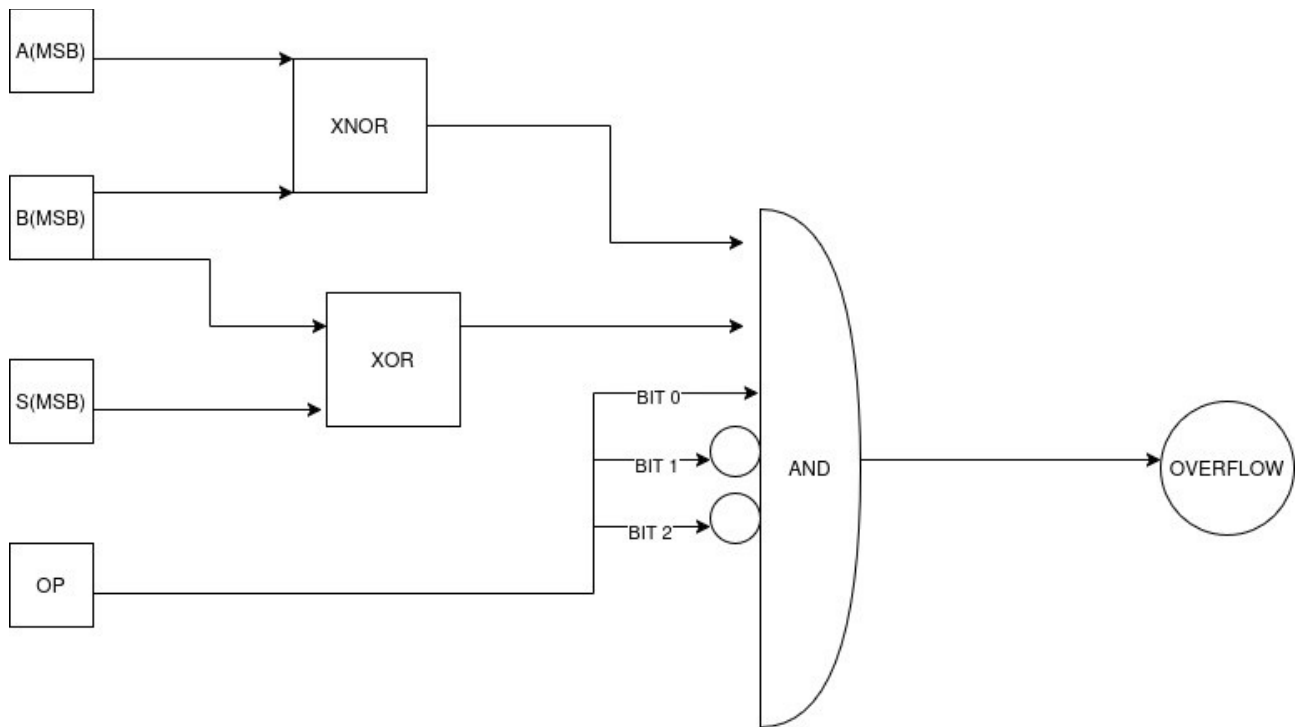 A(MSB)
XNOR
B(MSB)
XOR
S(MSB)
BIT 0
BIT 1
AND
OVERFLOW
BIT 2
OP